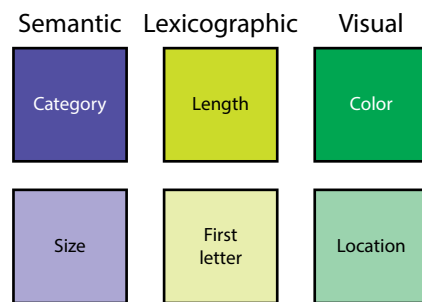 Semantic Lexicographic Visual
Category Length Color
Size First letter Location